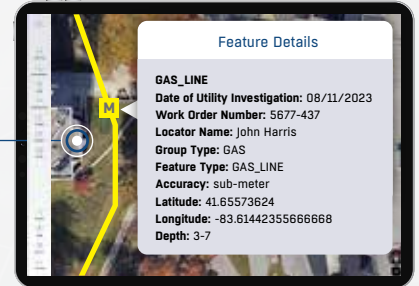 Feature Details
GAS_LINE
Date of Utility Investigation: 08/11/2023
Work Order Number: 5677-437
Locator Name: John Harris
Group Type: GAS
Feature Type: GAS_LINE
Accuracy: sub-meter
Latitude: 41.65573624
Longitude: -83.61442355666668
Depth: 3-7
M